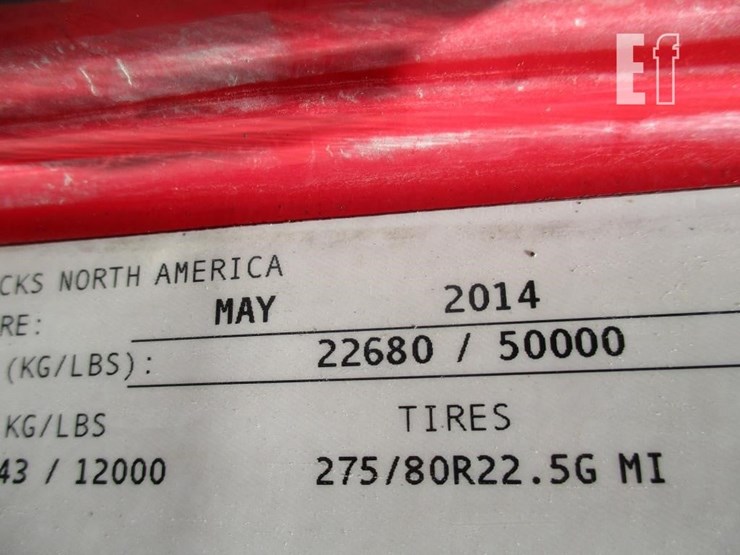 Ef
CKS NORTH AMERICA
RE: MAY 2014
(KG/LBS): 22680 / 50000
KG/LBS TIRES
43 / 12000 275/80R22.5G MI